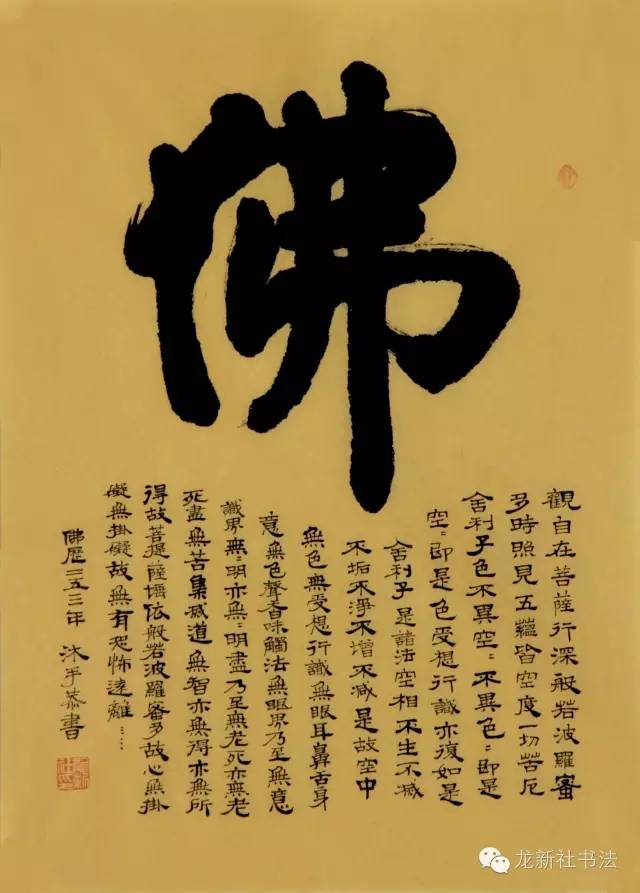 佛
觀自在菩薩行深般若波羅蜜
多時照見五蘊皆空度一切苦厄
舍利子色不異空〻不異色〻即是
空〻即是色受想行識亦復如是
舍利子是諸法空相不生不滅
不垢不淨不增不減是故空中
無色無受想行識無眼耳鼻舌身
意無色聲香味觸法無眼界乃至無意
識界無〻明亦無〻明盡乃至無老死亦無老
死盡無苦集滅道無智亦無得亦無所
得故菩提薩埵依般若波羅蜜多故心無掛
礙無掛礙故無有恐怖遠離……
佛歷二五三年 沐手恭書
龙新社书法